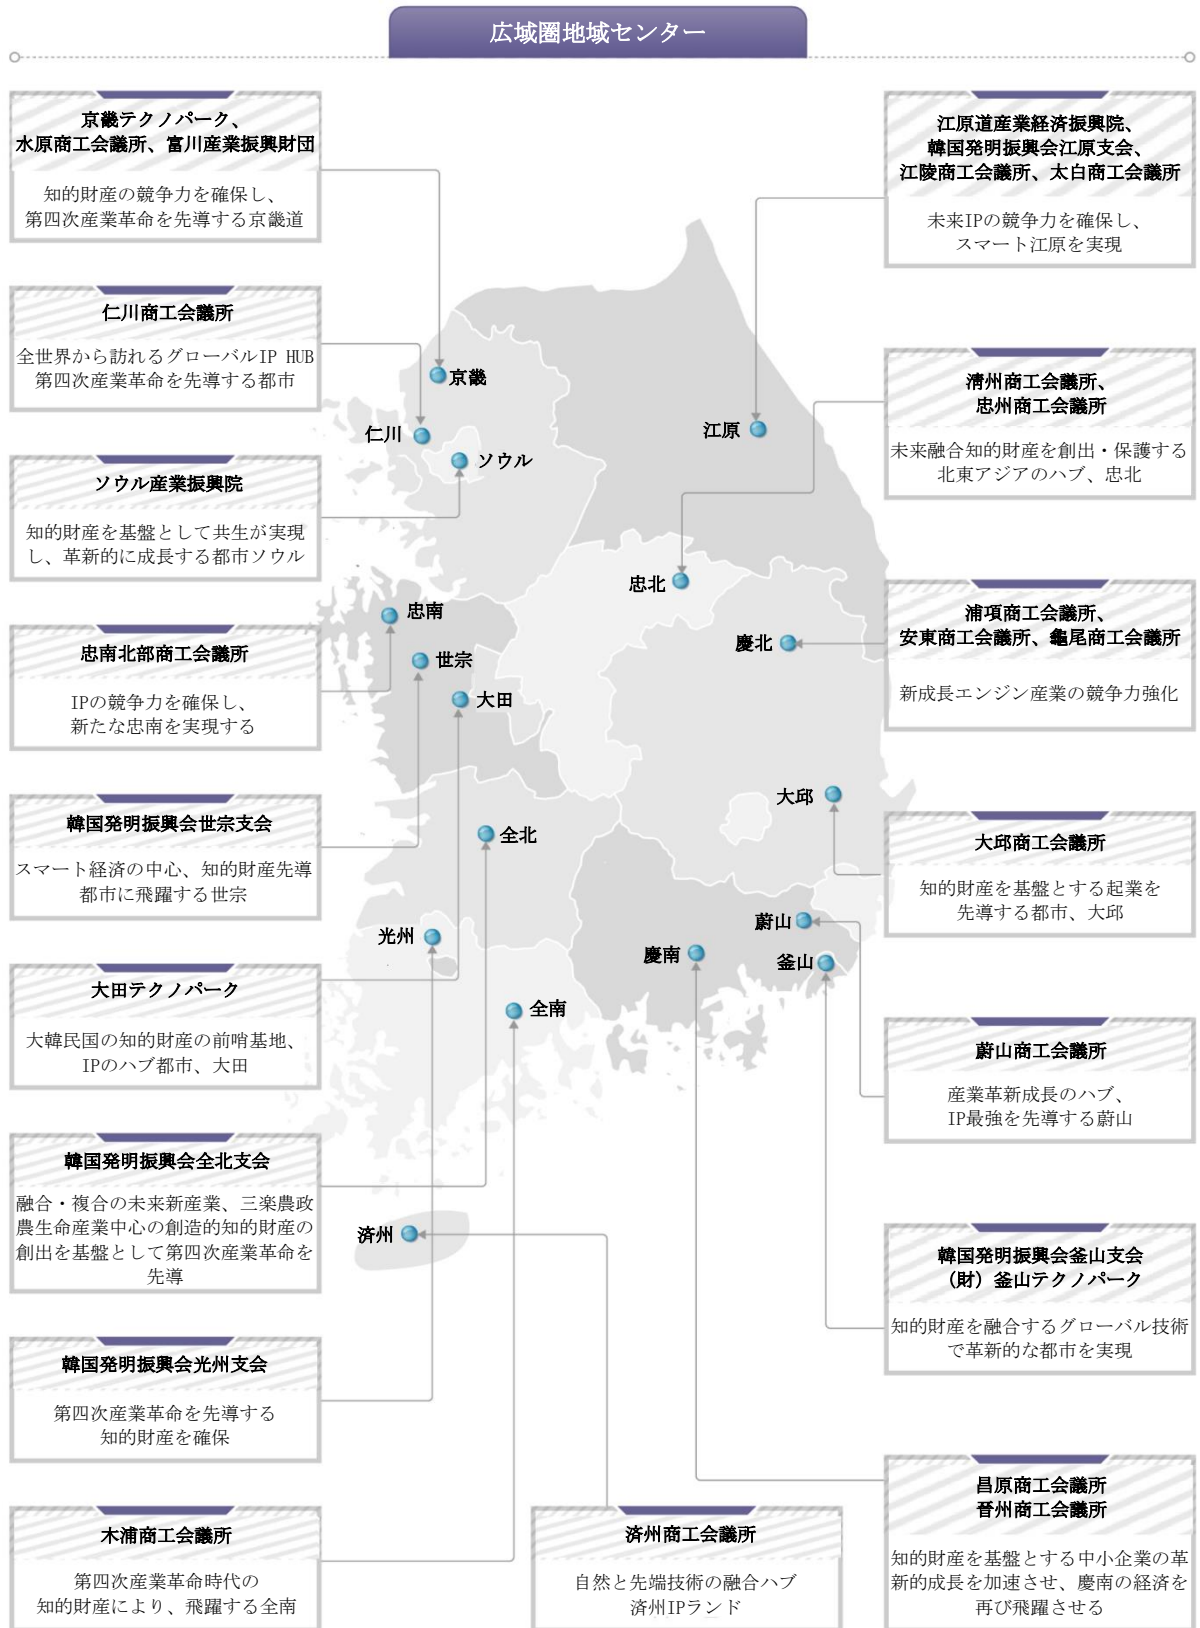 広域圏地域センター
京畿テクノパーク、
水原商工会議所、富川産業振興財団
知的財産の競争力を確保し、
第四次産業革命を先導する京畿道
仁川商工会議所
全世界から訪れるグローバルIP HUB
第四次産業革命を先導する都市
ソウル産業振興院
知的財産を基盤として共生が実現
し、革新的に成長する都市ソウル
忠南北部商工会議所
IPの競争力を確保し、
新たな忠南を実現する
韓国発明振興会世宗支会
スマート経済の中心、知的財産先導
都市に飛躍する世宗
大田テクノパーク
大韓民国の知的財産の前哨基地、
IPのハブ都市、大田
韓国発明振興会全北支会
融合・複合の未来新産業、三楽農政
農生命産業中心の創造的知的財産の
創出を基盤として第四次産業革命を
先導
韓国発明振興会光州支会
第四次産業革命を先導する
知的財産を確保
木浦商工会議所
第四次産業革命時代の
知的財産により、飛躍する全南
京畿
仁川
ソウル
江原
忠北
忠南
世宗
大田
慶北
大邱
全北
光州
蔚山
慶南
釜山
全南
済州
済州商工会議所
自然と先端技術の融合ハブ
済州IPランド
江原道産業経済振興院、
韓国発明振興会江原支会、
江陵商工会議所、太白商工会議所
未来IPの競争力を確保し、
スマート江原を実現
清州商工会議所、
忠州商工会議所
未来融合知的財産を創出・保護する
北東アジアのハブ、忠北
浦項商工会議所、
安東商工会議所、龜尾商工会議所
新成長エンジン産業の競争力強化
大邱商工会議所
知的財産を基盤とする起業を
先導する都市、大邱
蔚山商工会議所
産業革新成長のハブ、
IP最強を先導する蔚山
韓国発明振興会釜山支会
（財）釜山テクノパーク
知的財産を融合するグローバル技術
で革新的な都市を実現
昌原商工会議所
晉州商工会議所
知的財産を基盤とする中小企業の革
新的成長を加速させ、慶南の経済を
再び飛躍させる